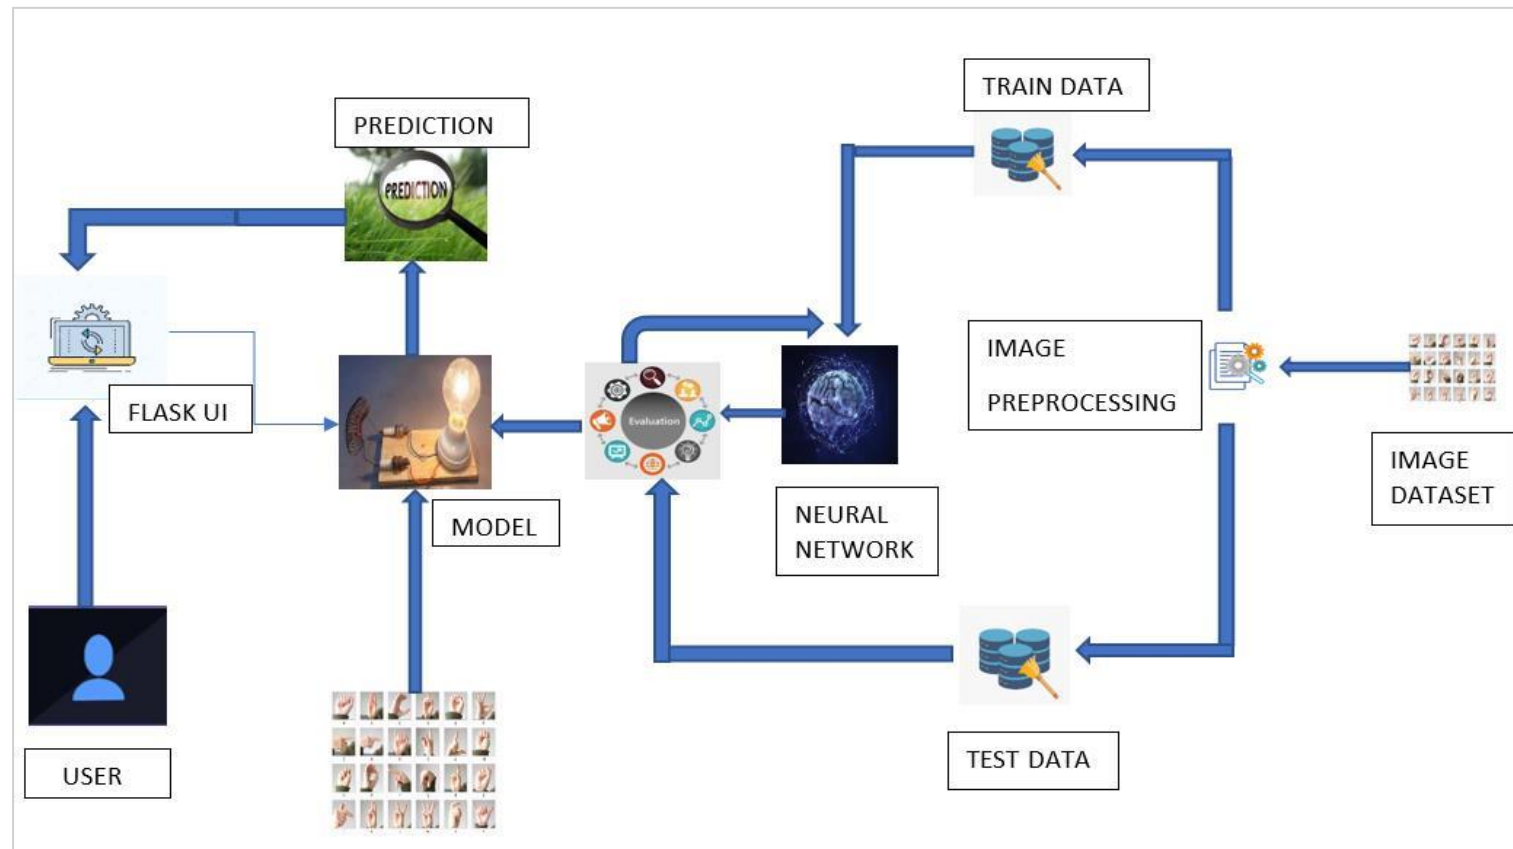 TRAIN DATA
PREDICTION
PREDICTION
IMAGE
PREPROCESSING
FLASK UI
Evaluation
IMAGE
DATASET
MODEL
NEURAL
NETWORK
USER
TEST DATA